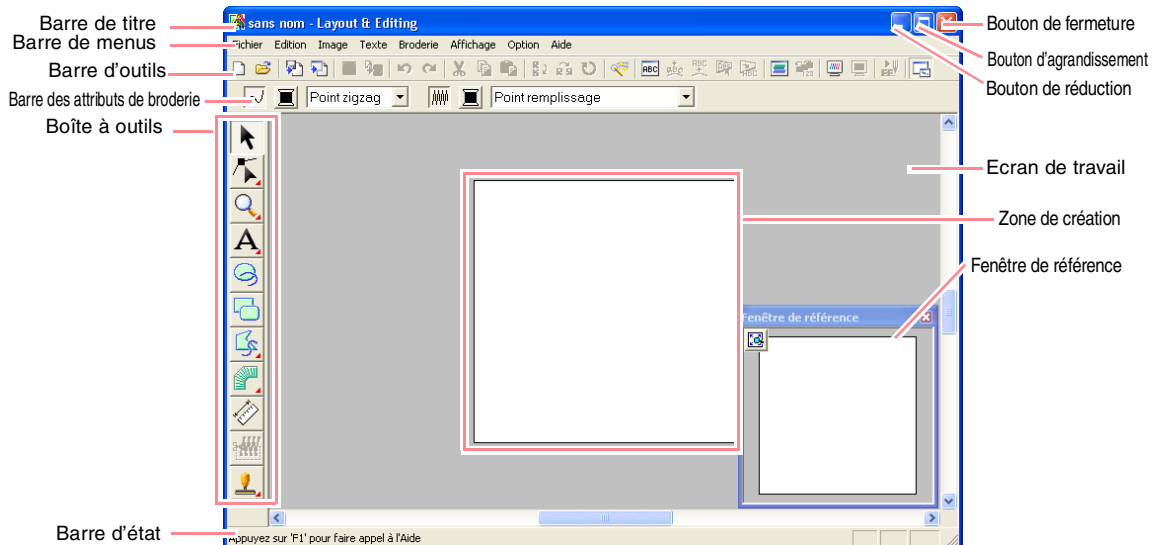 Barre de titre
sans nom - Layout & Editing
Bouton de fermeture
Barre de menus
Fichier Edition Image Texte Broderie Affichage Option Aide
Bouton d'agrandissement
Barre d'outils
ABC
Bouton de réduction
Barre des attributs de broderie
Point zigzag
Point remplissage
Boîte à outils
A
Ecran de travail
Zone de création
Fenêtre de référence
Fenêtre de référence
Barre d'état
Appuyez sur 'F1' pour faire appel à l'Aide